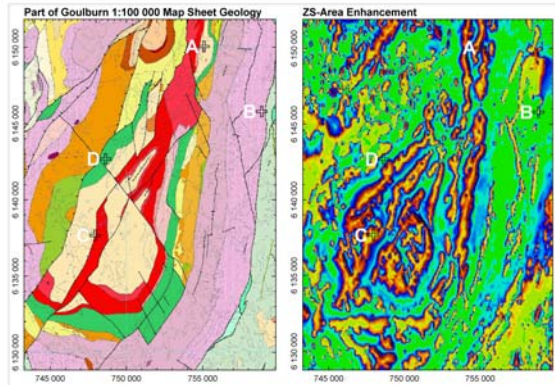 Part of Goulburn 1:100 000 Map Sheet Geology
ZS-Area Enhancement
6 150 000
6 145 000
6 140 000
6 135 000
6 130 000
A
B
D
C
745 000
750 000
755 000
6 150 000
6 145 000
6 140 000
6 135 000
6 130 000
A
B
D
C
745 000
750 000
755 000